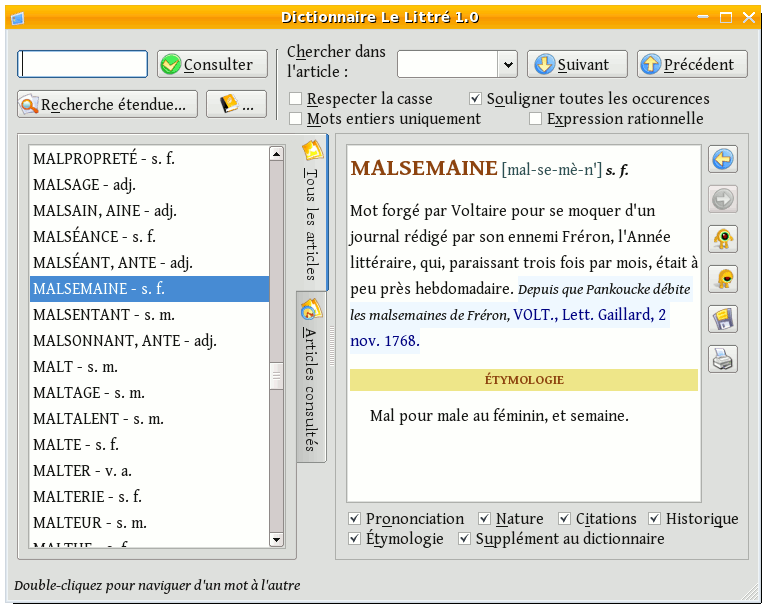 Dictionnaire Le Littré 1.0
Consulter
Chercher dans
l'article :
Suivant
Précédent
Recherche étendue...
...
Respecter la casse
Souligner toutes les occurences
Mots entiers uniquement
Expression rationnelle
MALPROPRETÉ - s. f.
MALSAGE - adj.
MALSAIN, AINE - adj.
MALSÉANCE - s. f.
MALSÉANT, ANTE - adj.
MALSEMAINE - s. f.
MALSENTANT - s. m.
MALSONNANT, ANTE - adj.
MALT - s. m.
MALTAGE - s. m.
MALTALENT - s. m.
MALTE - s. f.
MALTER - v. a.
MALTERIE - s. f.
MALTEUR - s. m.
Tous les articles
Articles consultés
MALSEMAINE [mal-se-mè-n'] s. f.
Mot forgé par Voltaire pour se moquer d'un
journal rédigé par son ennemi Fréron, l'Année
littéraire, qui, paraissant trois fois par mois, était à
peu près hebdomadaire. Depuis que Pankoucke débite
les malsemaines de Fréron, VOLT., Lett. Gaillard, 2
nov. 1768.
ÉTYMOLOGIE
Mal pour male au féminin, et semaine.
Prononciation
Nature
Citations
Historique
Étymologie
Supplément au dictionnaire
Double-cliquez pour naviguer d'un mot à l'autre